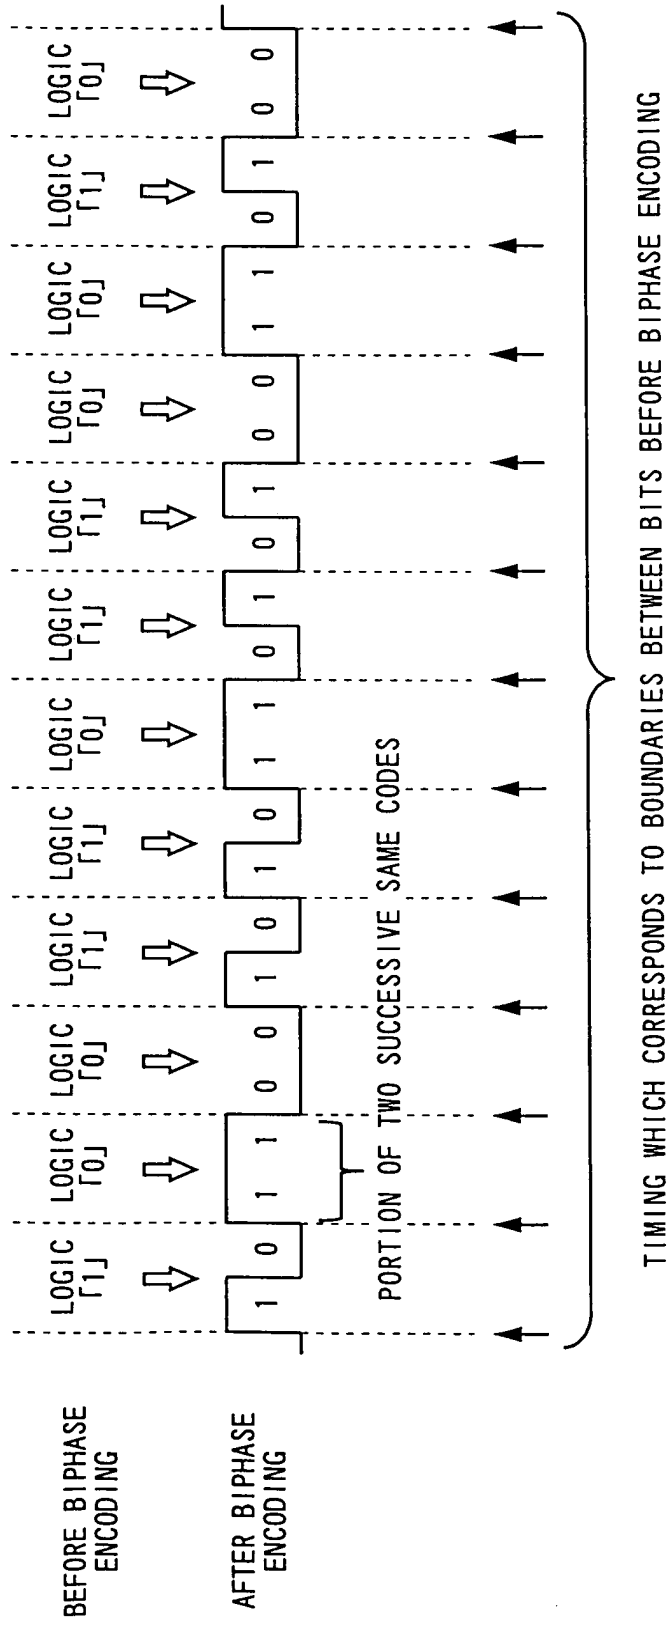 BEFORE BIPHASE
ENCODING
LOGIC LOGIC LOGIC LOGIC LOGIC LOGIC LOGIC LOGIC LOGIC LOGIC LOGIC LOGIC
「1」 「0」 「0」 「1」 「1」 「0」 「1」 「1」 「0」 「0」 「1」 「0」
AFTER BIPHASE
ENCODING
1 0 1 1 0 0 1 0 1 0 1 1 0 1 0 1 0 0 1 1 0 1 0 0
PORTION OF TWO SUCCESSIVE SAME CODES
TIMING WHICH CORRESPONDS TO BOUNDARIES BETWEEN BITS BEFORE BIPHASE ENCODING